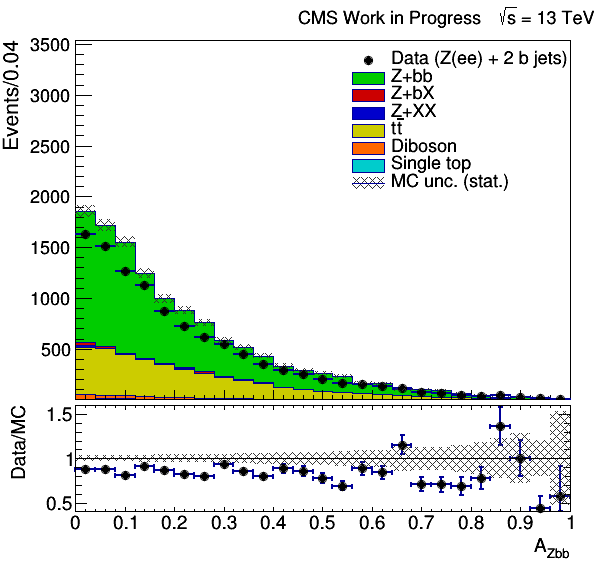 CMS Work in Progress √s = 13 TeV
Events/0.04
3500
3000
2500
2000
1500
1000
500
Data (Z(ee) + 2 b jets)
Z+bb
Z+bX
Z+XX
tt̄
Diboson
Single top
MC unc. (stat.)
Data/MC
1.5
1
0.5
0 0.1 0.2 0.3 0.4 0.5 0.6 0.7 0.8 0.9 1
A_Zbb